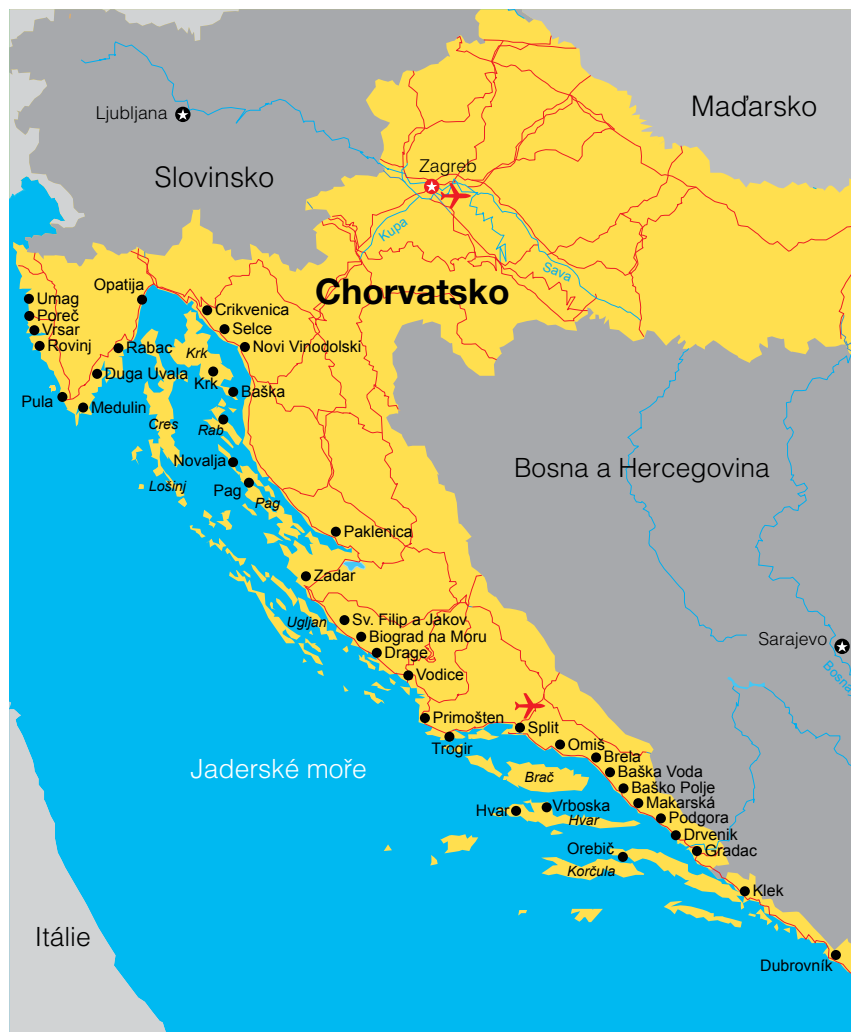 Maďarsko
Ljubljana
Slovinsko
Zagreb
Kupa
Sava
Chorvatsko
Opatija
Umag
Poreč
Vrsar
Rovinj
Crikvenica
Selce
Novi Vinodolski
Rabac
Krk
Duga Uvala
Krk
Baška
Pula
Medulin
Cres
Rab
Novalja
Bosna a Hercegovina
Lošinj
Pag
Pag
Paklenica
Zadar
Ugljan
Sv. Filip a Jakov
Biograd na Moru
Drage
Sarajevo
Bosna
Vodice
Primošten
Split
Trogir
Omiš
Brela
Jaderské moře
Baška Voda
Brač
Baško Polje
Makarská
Hvar
Vrboska
Hvar
Podgora
Drvenik
Orebič
Gradac
Korčula
Klek
Itálie
Dubrovník